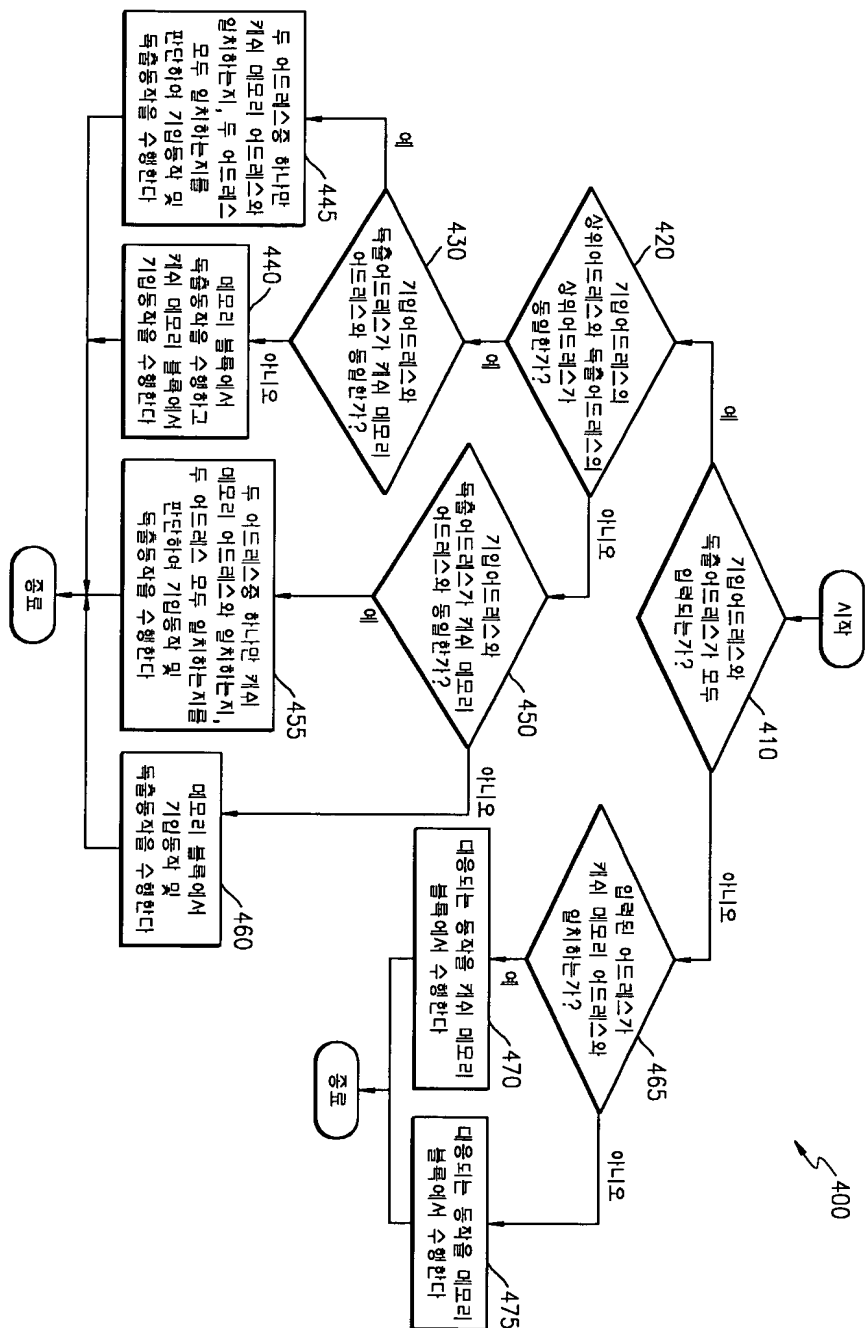 400
시작
기입어드레스와
독출어드레스가 모두
입력되는가?
410
예
아니오
기입어드레스의
상위어드레스와 독출어드레스의
상위어드레스가
동일한가?
420
예
아니오
입력된 어드레스가
캐쉬 메모리 어드레스와
일치하는가?
465
예
아니오
기입어드레스와
독출어드레스가 캐쉬 메모리
어드레스와 동일한가?
430
예
아니오
기입어드레스와
독출어드레스가 캐쉬 메모리
어드레스와 동일한가?
450
예
아니오
대응되는 동작을 캐쉬 메모리
블록에서 수행한다
470
대응되는 동작을 메모리
블록에서 수행한다
475
종료
두 어드레스중 하나만
캐쉬 메모리 어드레스와
일치하는지, 두 어드레스
모두 일치하는지를
판단하여 기입동작 및
독출동작을 수행한다
445
메모리 블록에서
독출동작을 수행하고
캐쉬 메모리 블록에서
기입동작을 수행한다
440
두 어드레스중 하나만 캐쉬
메모리 어드레스와 일치하는지,
두 어드레스 모두 일치하는지를
판단하여 기입동작 및
독출동작을 수행한다
455
메모리 블록에서
기입동작 및
독출동작을 수행한다
460
종료